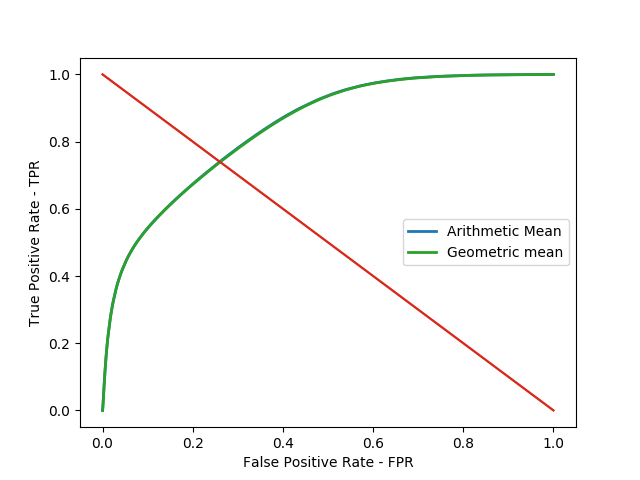 1.0
0.8
0.6
0.4
0.2
0.0
True Positive Rate - TPR
Arithmetic Mean
Geometric mean
0.0 0.2 0.4 0.6 0.8 1.0
False Positive Rate - FPR